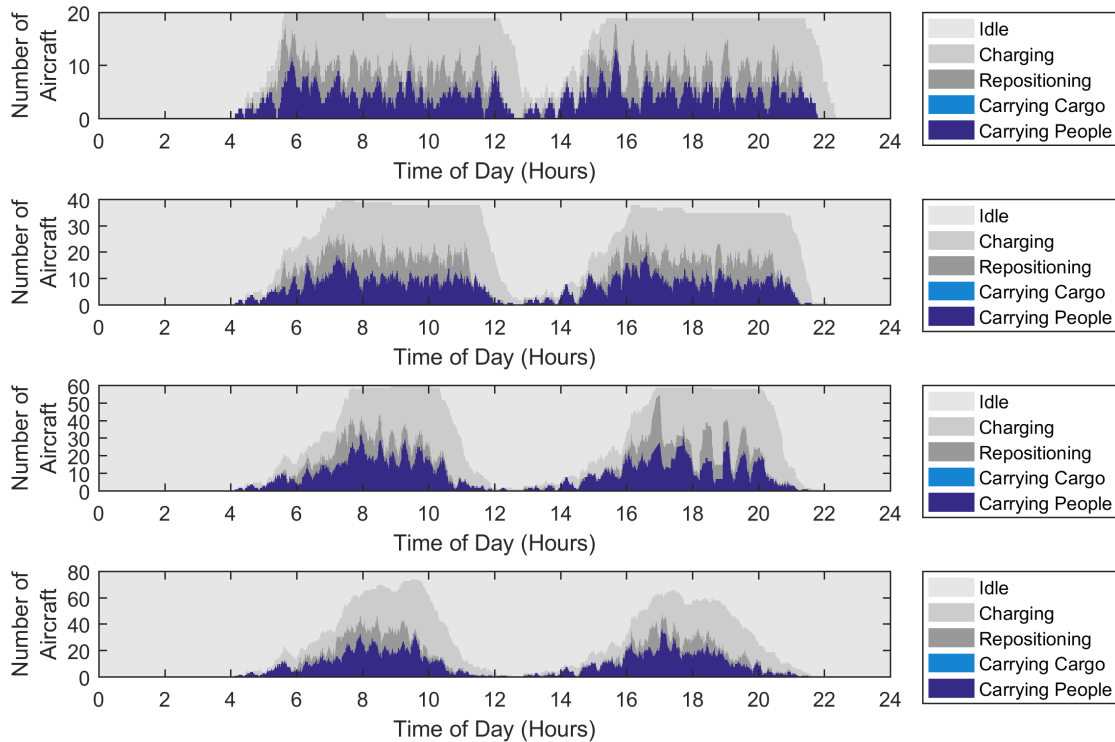 Number of
Aircraft
20
10
0
0 2 4 6 8 10 12 14 16 18 20 22 24
Time of Day (Hours)
Idle
Charging
Repositioning
Carrying Cargo
Carrying People
Number of
Aircraft
40
30
20
10
0
0 2 4 6 8 10 12 14 16 18 20 22 24
Time of Day (Hours)
Idle
Charging
Repositioning
Carrying Cargo
Carrying People
Number of
Aircraft
60
50
40
30
20
10
0
0 2 4 6 8 10 12 14 16 18 20 22 24
Time of Day (Hours)
Idle
Charging
Repositioning
Carrying Cargo
Carrying People
Number of
Aircraft
80
60
40
20
0
0 2 4 6 8 10 12 14 16 18 20 22 24
Time of Day (Hours)
Idle
Charging
Repositioning
Carrying Cargo
Carrying People